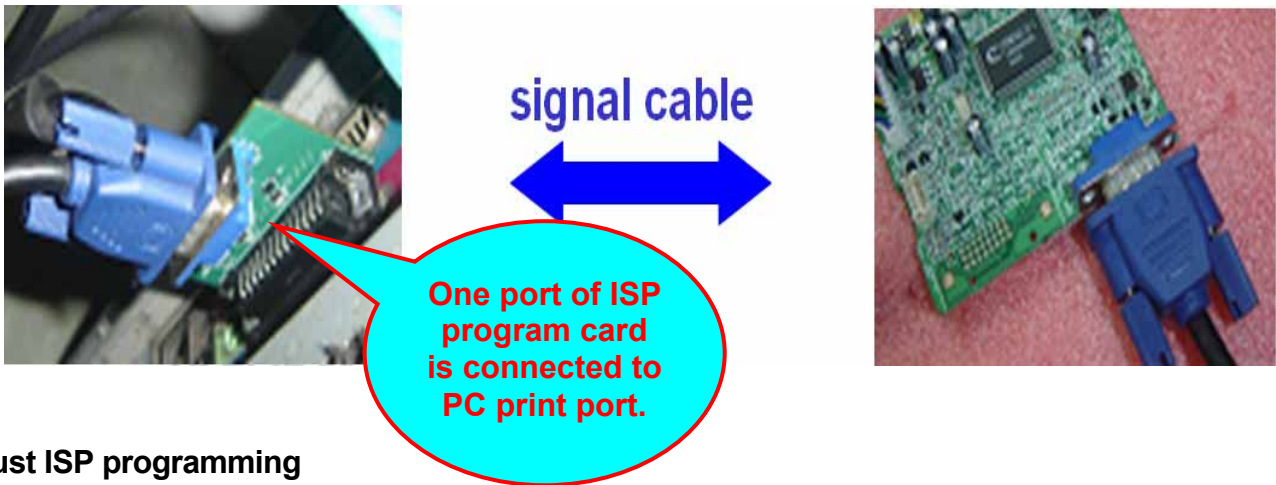 signal cable
One port of ISP
program card
is connected to
PC print port.
ust ISP programming